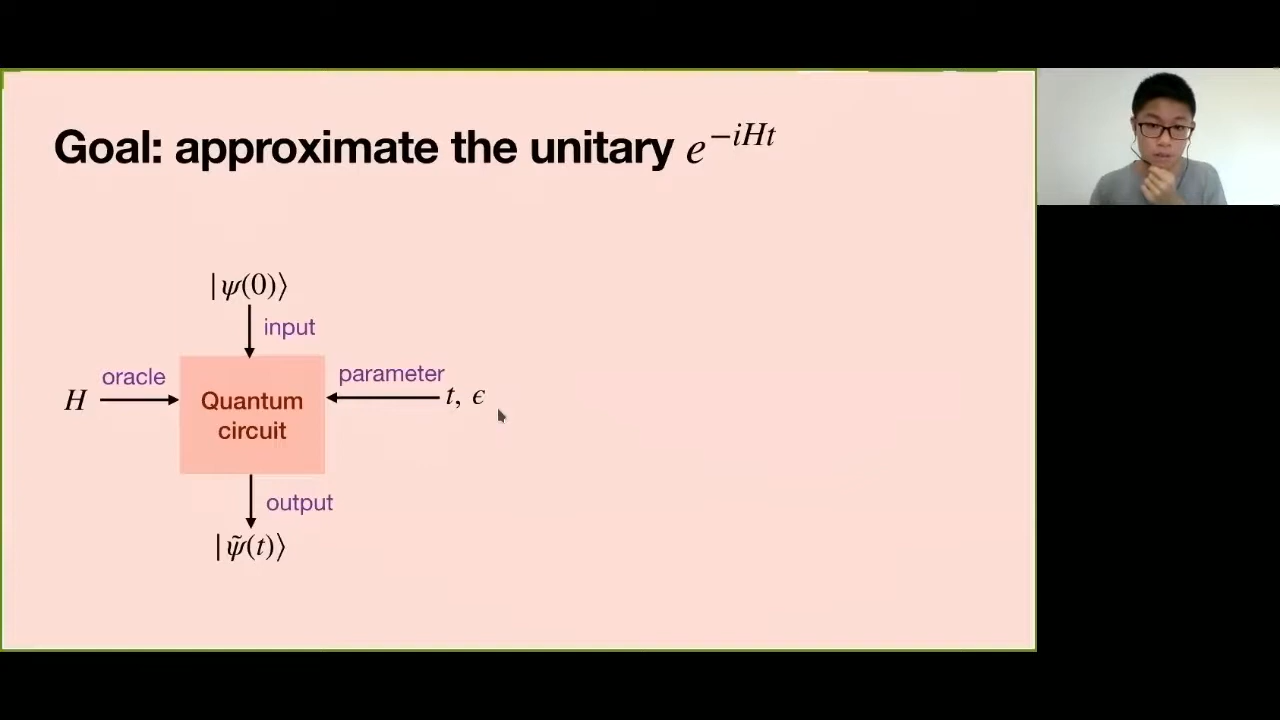 Goal: approximate the unitary e^{-iHt}
|ψ(0)⟩
input
oracle
parameter
H
Quantum
circuit
t, ϵ
output
|ψ̃(t)⟩